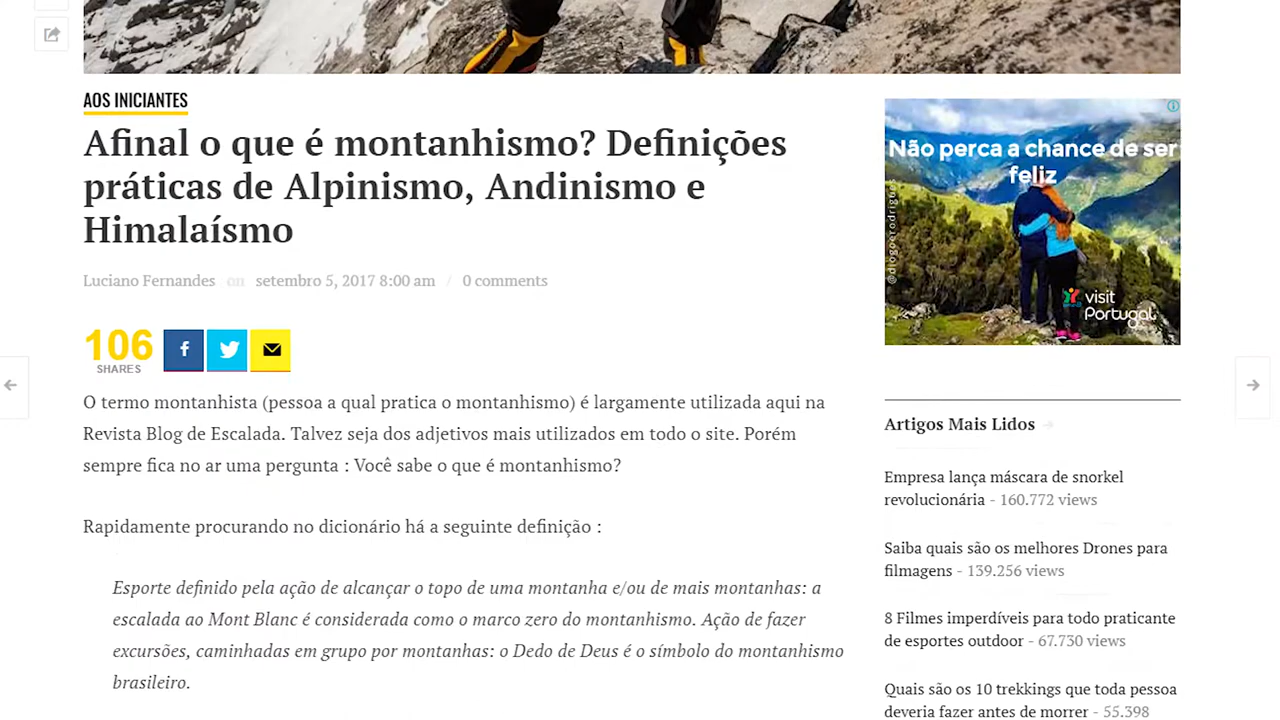 AOS INICIANTES
Afinal o que é montanhismo? Definições
práticas de Alpinismo, Andinismo e
Himalaísmo
Luciano Fernandes on setembro 5, 2017 8:00 am / 0 comments
106
SHARES
O termo montanhista (pessoa a qual pratica o montanhismo) é largamente utilizada aqui na
Revista Blog de Escalada. Talvez seja dos adjetivos mais utilizados em todo o site. Porém
sempre fica no ar uma pergunta : Você sabe o que é montanhismo?
Rapidamente procurando no dicionário há a seguinte definição :
Esporte definido pela ação de alcançar o topo de uma montanha e/ou de mais montanhas: a
escalada ao Mont Blanc é considerada como o marco zero do montanhismo. Ação de fazer
excursões, caminhadas em grupo por montanhas: o Dedo de Deus é o símbolo do montanhismo
brasileiro.
Não perca a chance de ser
feliz
@diogoerodrigues
visit
Portugal
Artigos Mais Lidos
Empresa lança máscara de snorkel
revolucionária - 160.772 views
Saiba quais são os melhores Drones para
filmagens - 139.256 views
8 Filmes imperdíveis para todo praticante
de esportes outdoor - 67.730 views
Quais são os 10 trekkings que toda pessoa
deveria fazer antes de morrer - 55.398